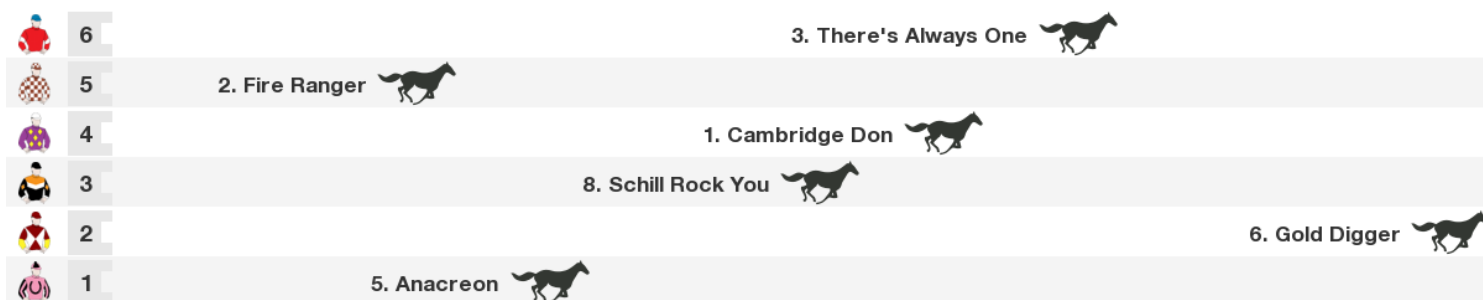 6 3. There's Always One
5 2. Fire Ranger
4 1. Cambridge Don
3 8. Schill Rock You
2 6. Gold Digger
1 5. Anacreon